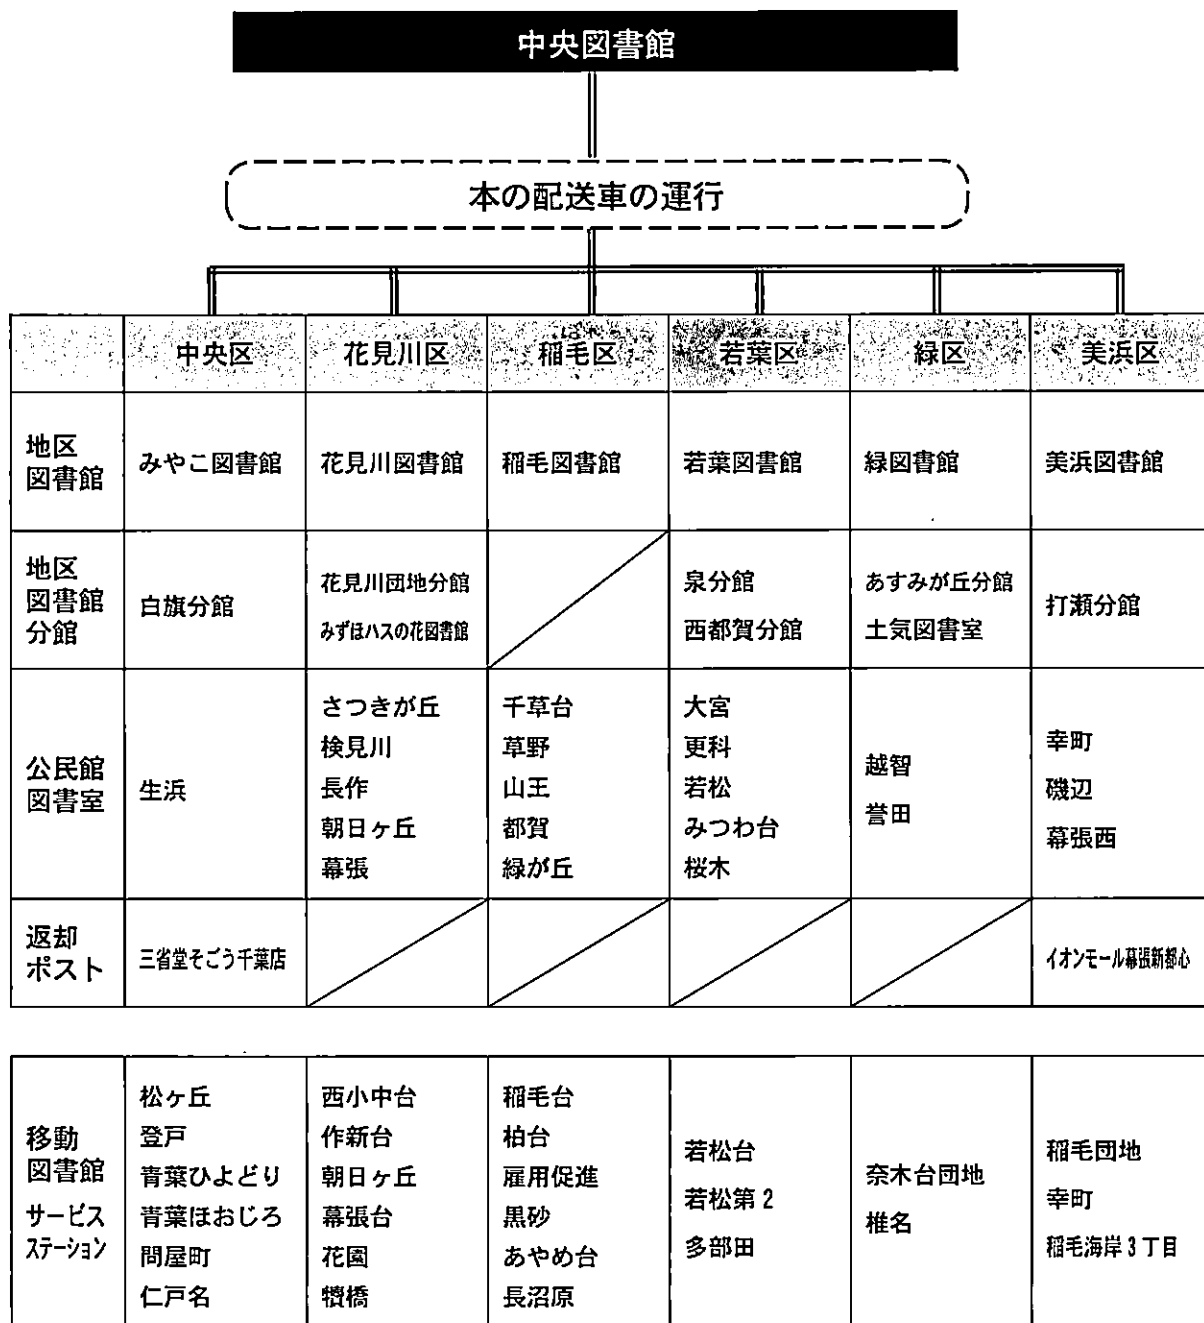 中央図書館
本の配送車の運行
中央区 花見川区 稲毛区 若葉区 緑区 美浜区
地区
図書館
みやこ図書館 花見川図書館 稲毛図書館 若葉図書館 緑図書館 美浜図書館
地区
図書館
分館
白旗分館
花見川団地分館
みずほハスの花図書館
泉分館
西都賀分館
あすみが丘分館
土気図書室
打瀬分館
公民館
図書室
生浜
さつきが丘
検見川
長作
朝日ヶ丘
幕張
千草台
草野
山王
都賀
緑が丘
大宮
更科
若松
みつわ台
桜木
越智
誉田
幸町
磯辺
幕張西
返却
ポスト
三省堂そごう千葉店
イオンモール幕張新都心
移動
図書館
サービス
ステーション
松ヶ丘
登戸
青葉ひよどり
青葉ほおじろ
問屋町
仁戸名
西小中台
作新台
朝日ヶ丘
幕張台
花園
犢橋
稲毛台
柏台
雇用促進
黒砂
あやめ台
長沼原
若松台
若松第2
多部田
奈木台団地
椎名
稲毛団地
幸町
稲毛海岸3丁目